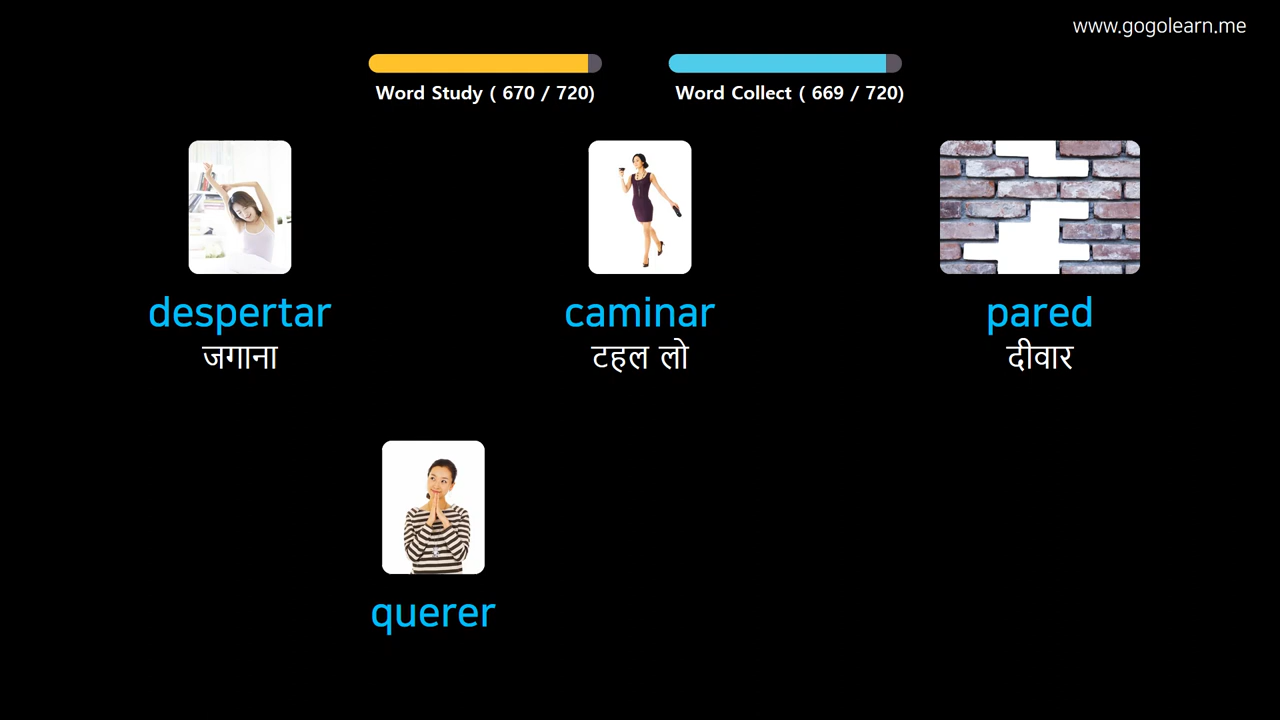 www.gogolearn.me
Word Study ( 670 / 720)
Word Collect ( 669 / 720)
despertar
जगाना
caminar
टहल लो
pared
दीवार
querer